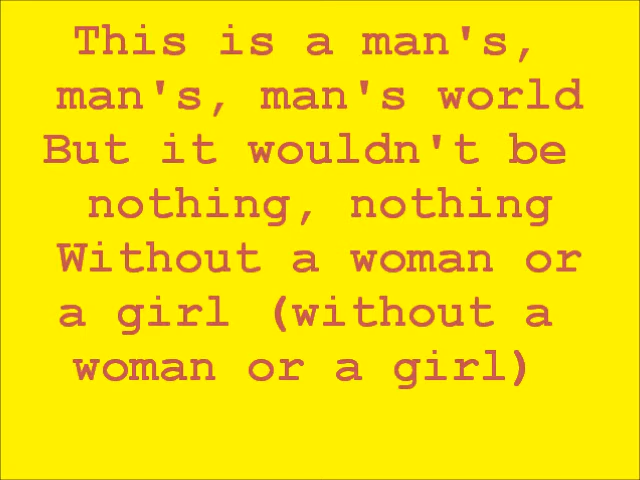 This is a man's,
man's, man's world
But it wouldn't be
nothing, nothing
Without a woman or
a girl (without a
woman or a girl)